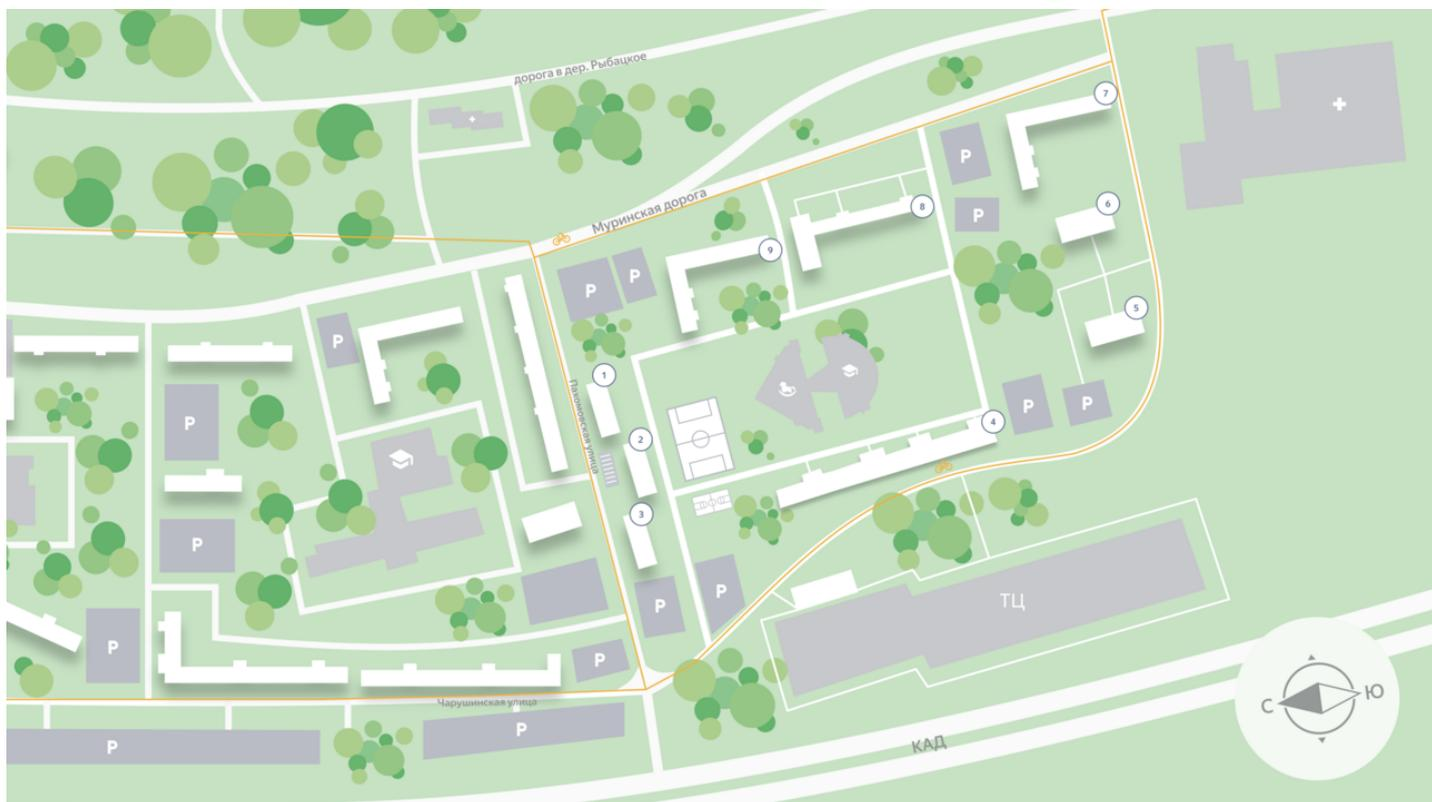 дорога в дер. Рыбацкое
7
Муринская дорога
P
8
6
P
9
P
P
5
P
1
Пахомовская улица
P
P
4
P
2
3
P
P
P
ТЦ
P
P
Чарушинская улица
P
P
КАД
С
Ю